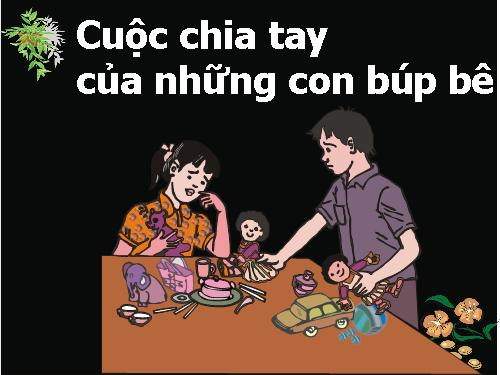 Cuộc chia tay
của những con búp bê